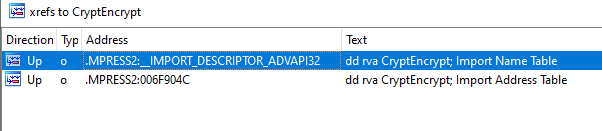 xrefs to CryptEncrypt
Direction Typ Address Text
Up o .MPRESS2:__IMPORT_DESCRIPTOR_ADVAPI32 dd rva CryptEncrypt; Import Name Table
Up o .MPRESS2:006F904C dd rva CryptEncrypt; Import Address Table